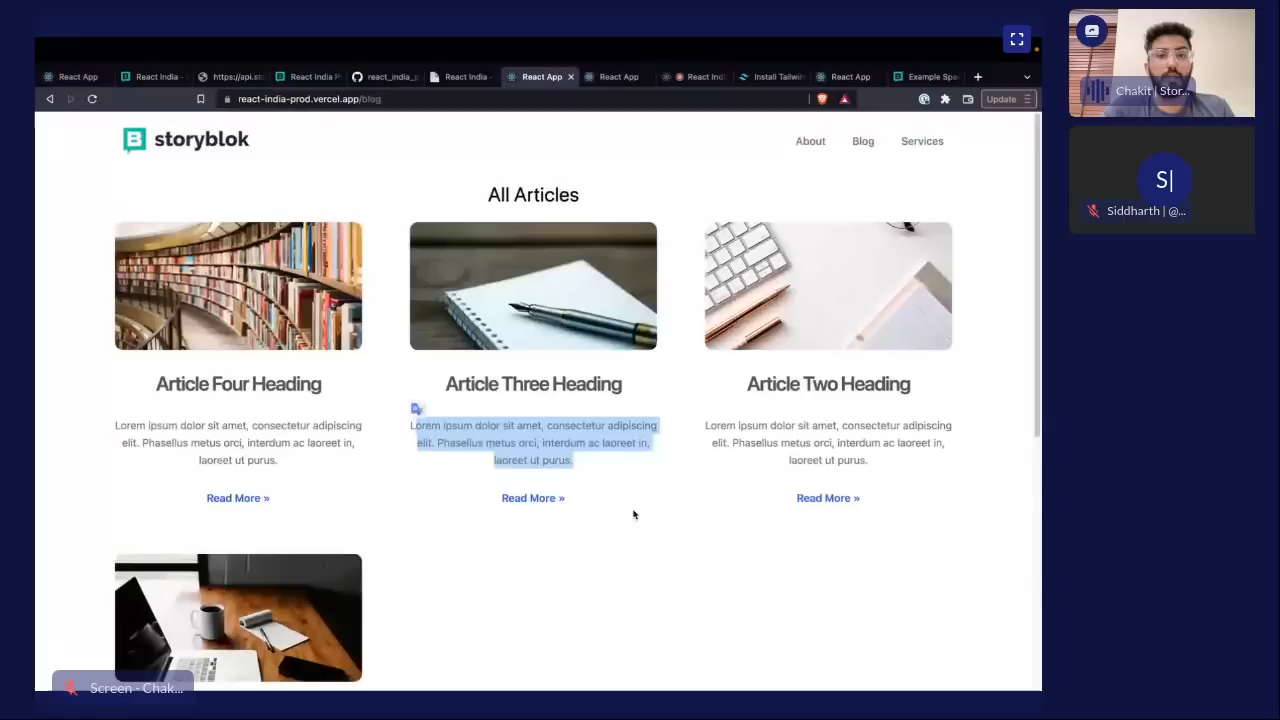 React App
React India -
https://api.sto
React India P
react_india_p
React India -
React App
React App
React Ind
Install Tailwin
React App
Example Spa
react-india-prod.vercel.app/blog
Update
storyblok
About
Blog
Services
All Articles
Article Four Heading
Article Three Heading
Article Two Heading
Lorem ipsum dolor sit amet, consectetur adipiscing
elit. Phasellus metus orci, interdum ac laoreet in,
laoreet ut purus.
Lorem ipsum dolor sit amet, consectetur adipiscing
elit. Phasellus metus orci, interdum ac laoreet in,
laoreet ut purus.
Lorem ipsum dolor sit amet, consectetur adipiscing
elit. Phasellus metus orci, interdum ac laoreet in,
laoreet ut purus.
Read More »
Read More »
Read More »
Screen - Chak...
Chakit | Stor...
S|
Siddharth | @...